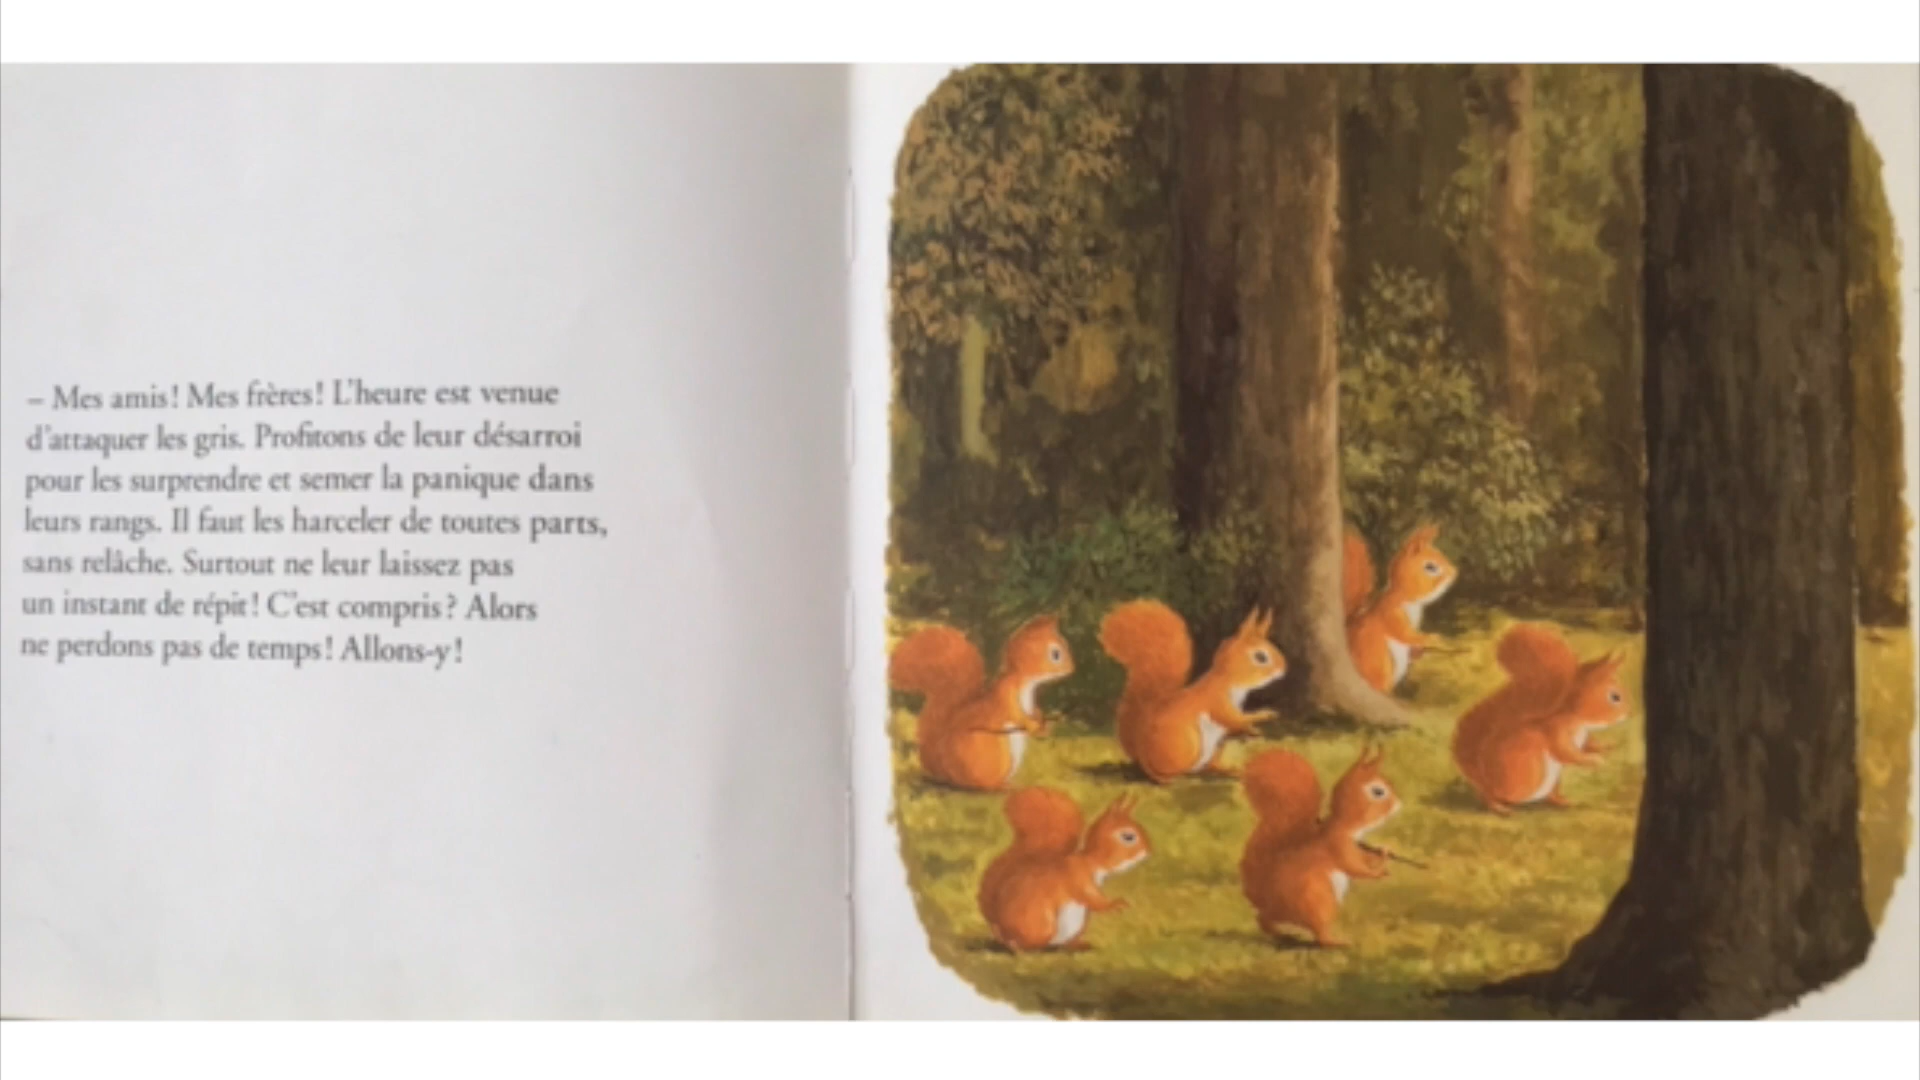 – Mes amis! Mes frères! L'heure est venue
d'attaquer les gris. Profitons de leur désarroi
pour les surprendre et semer la panique dans
leurs rangs. Il faut les harceler de toutes parts,
sans relâche. Surtout ne leur laissez pas
un instant de répit! C'est compris? Alors
ne perdons pas de temps! Allons-y!